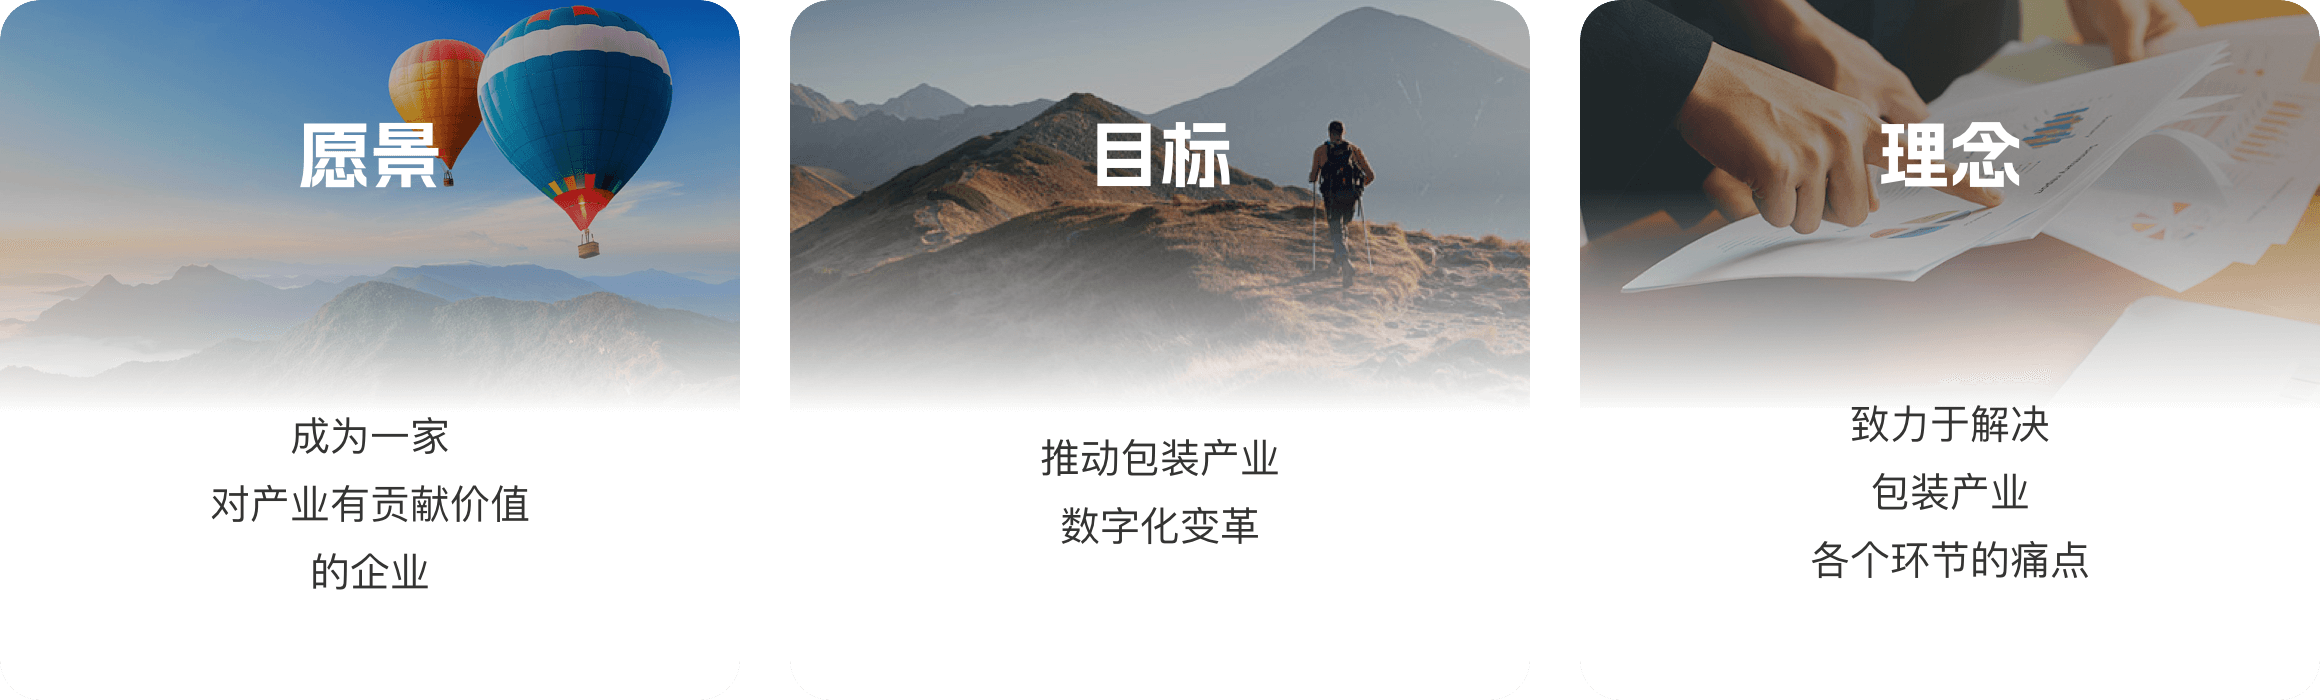 愿景
成为一家
对产业有贡献价值
的企业
目标
推动包装产业
数字化变革
理念
致力于解决
包装产业
各个环节的痛点